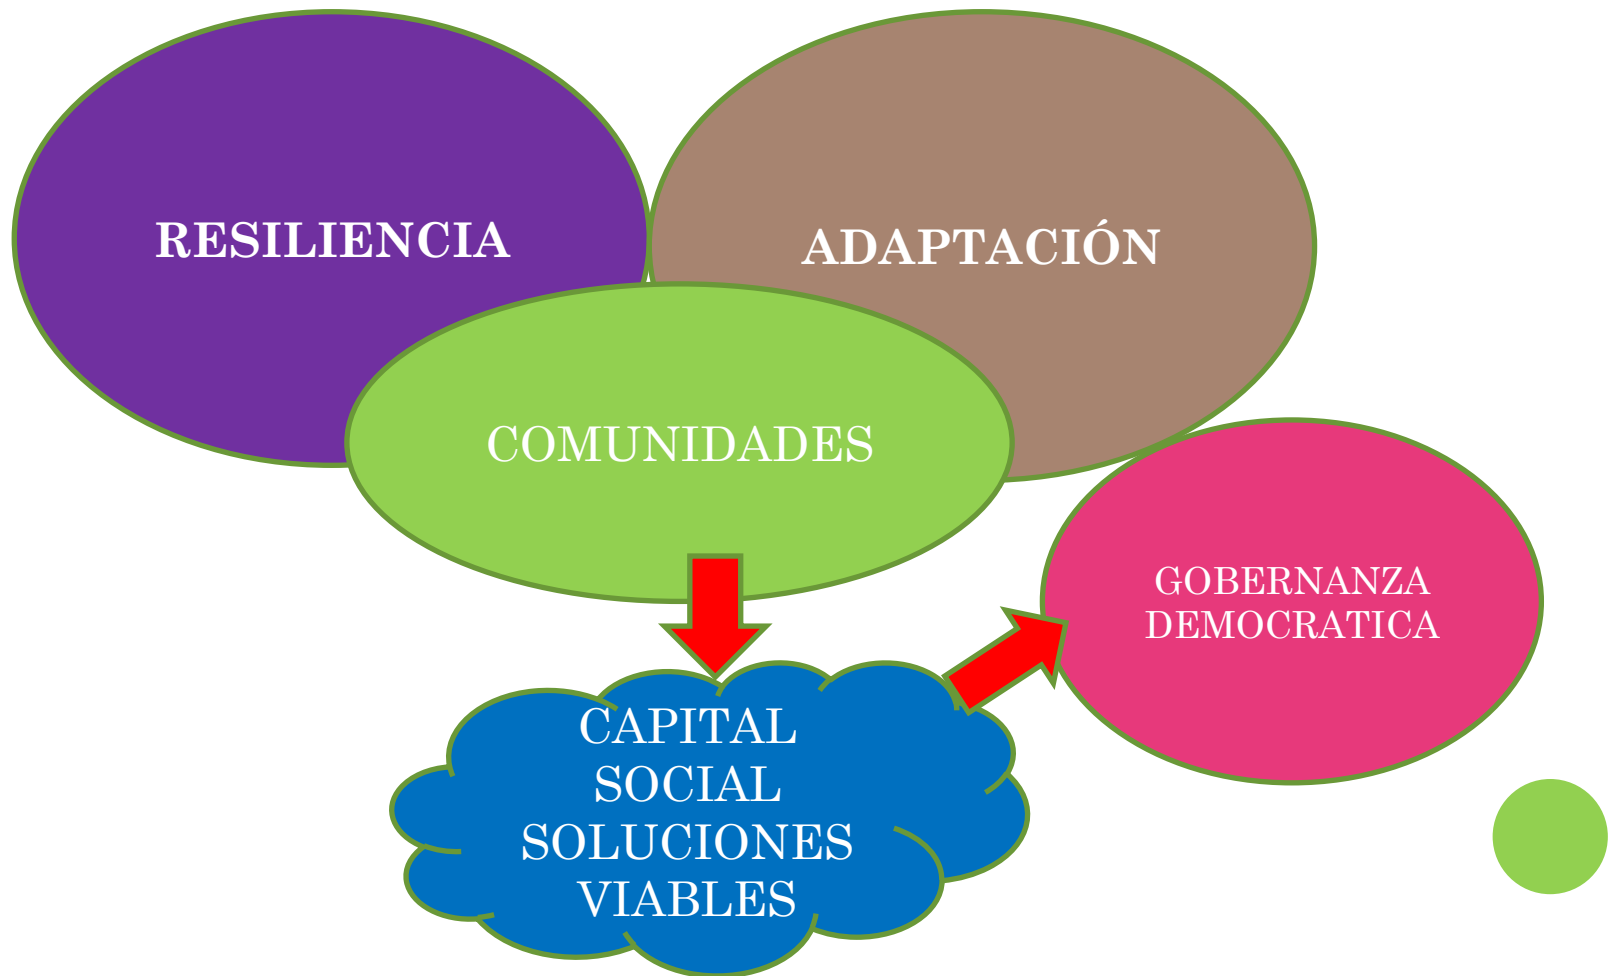 RESILIENCIA
ADAPTACIÓN
COMUNIDADES
GOBERNANZA
DEMOCRATICA
CAPITAL
SOCIAL
SOLUCIONES
VIABLES